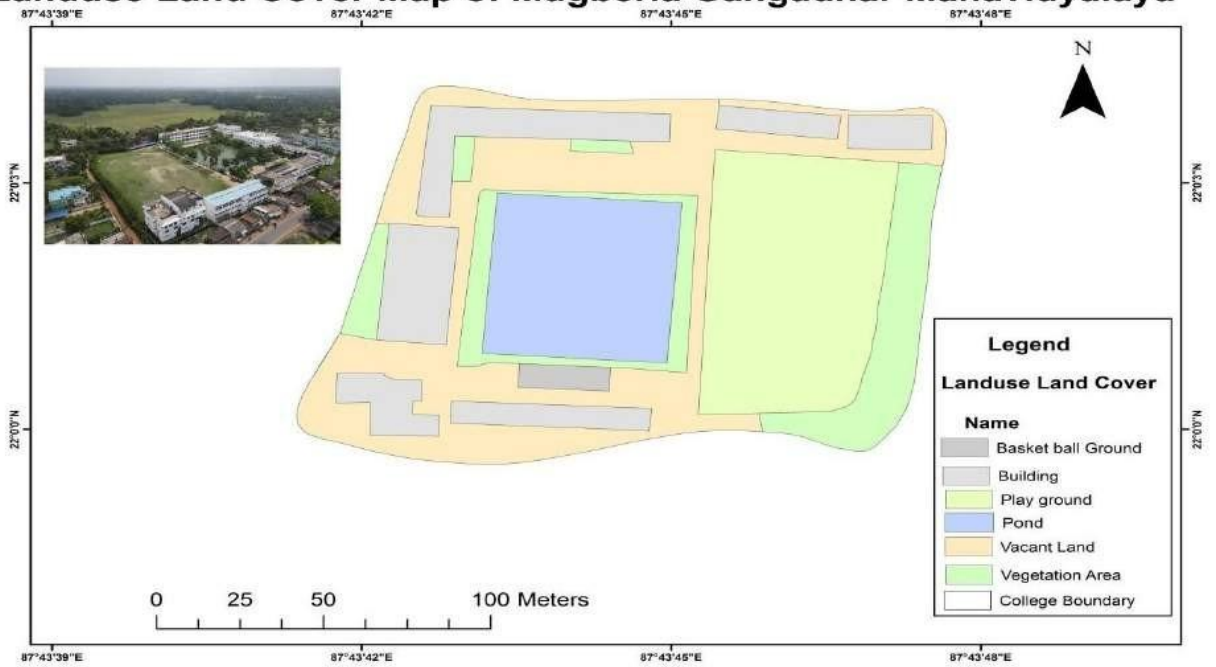 Landuse Land Cover Map of Mugberia Gangadhar Mahavidyalaya
87°43'39"E 87°43'42"E 87°43'45"E 87°43'48"E
N
22°0'3"N 22°0'3"N
Legend
Landuse Land Cover
22°0'0"N 22°0'0"N
Name
Basket ball Ground
Building
Play ground
Pond
Vacant Land
Vegetation Area
College Boundary
0 25 50 100 Meters
87°43'39"E 87°43'42"E 87°43'45"E 87°43'48"E